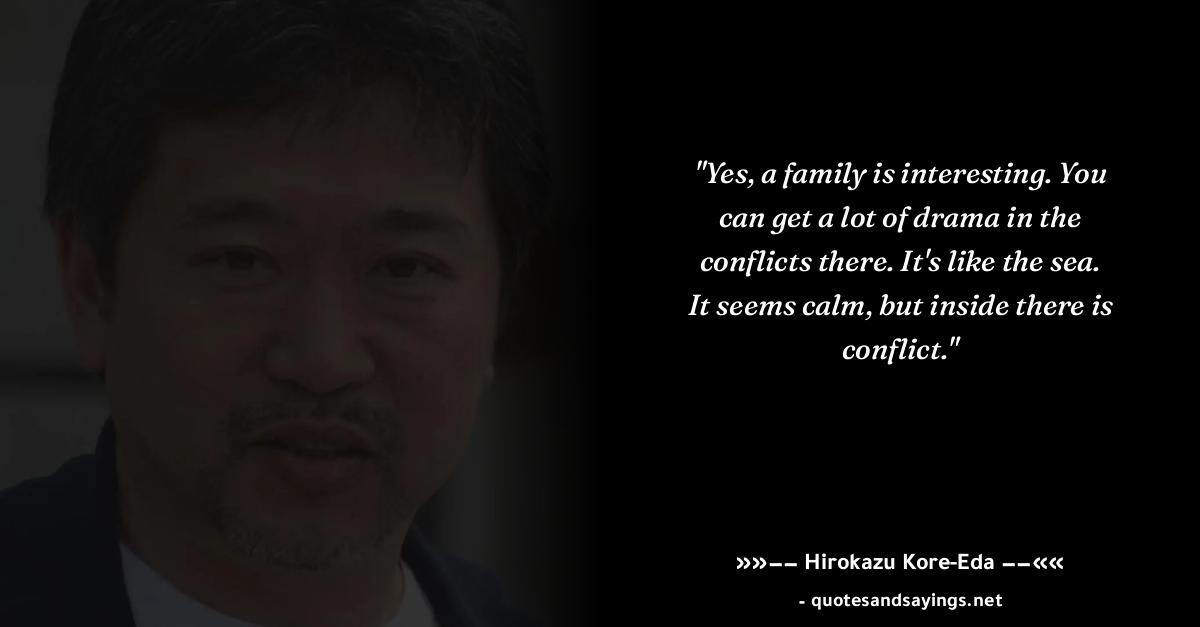 "Yes, a family is interesting. You
can get a lot of drama in the
conflicts there. It's like the sea.
It seems calm, but inside there is
conflict."
»»–– Hirokazu Kore-Eda ––««
- quotesandsayings.net